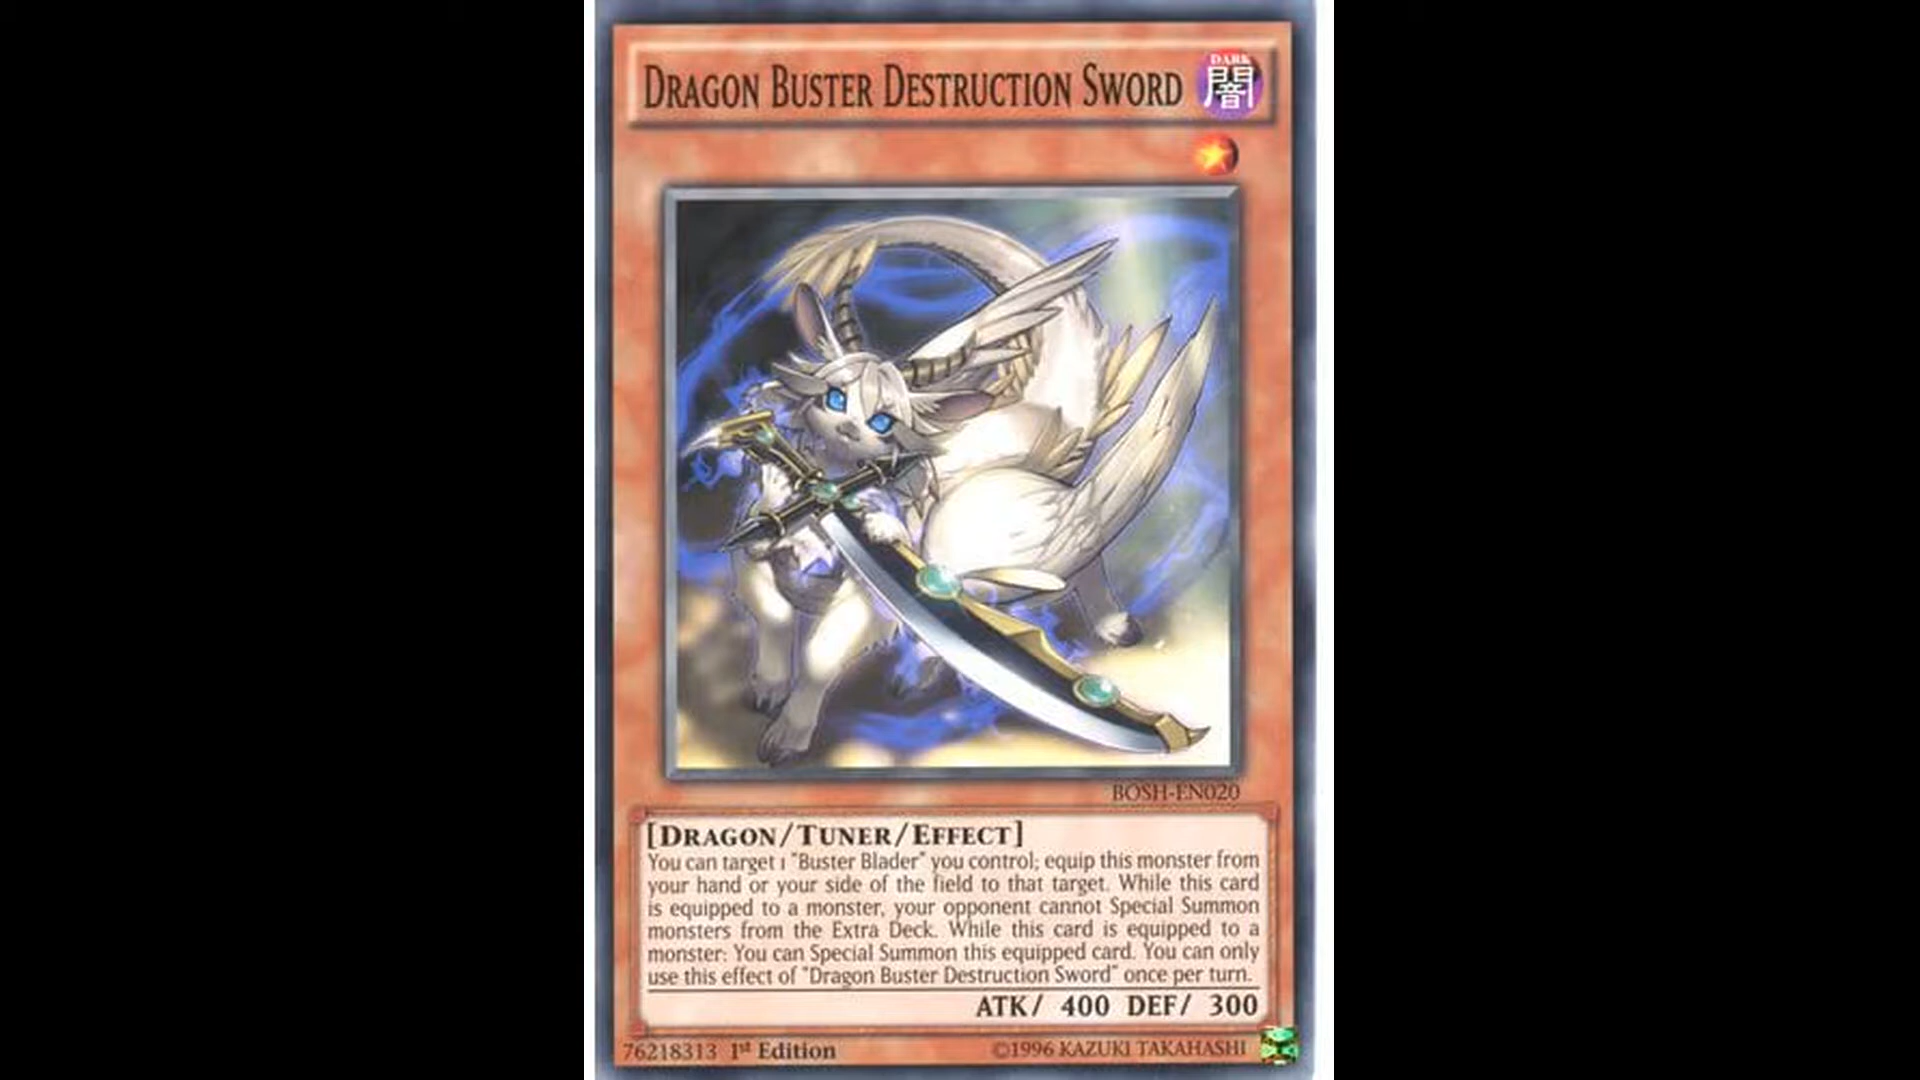 DRAGON BUSTER DESTRUCTION SWORD
DARK
闇
BOSH-EN020
[DRAGON/TUNER/EFFECT]
You can target 1 "Buster Blader" you control; equip this monster from
your hand or your side of the field to that target. While this card
is equipped to a monster, your opponent cannot Special Summon
monsters from the Extra Deck. While this card is equipped to a
monster: You can Special Summon this equipped card. You can only
use this effect of "Dragon Buster Destruction Sword" once per turn.
ATK/ 400 DEF/ 300
76218313 1st Edition
©1996 KAZUKI TAKAHASHI